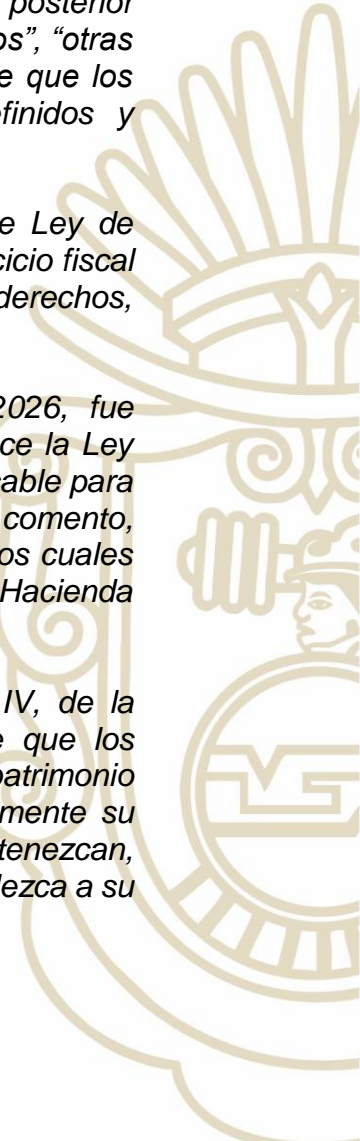 posterior
os”, “otras
e que los
efinidos y
e Ley de
cicio fiscal
derechos,
2026, fue
ce la Ley
cable para
comento,
os cuales
Hacienda
IV, de la
e que los
patrimonio
mente su
tenezcan,
lezca a su